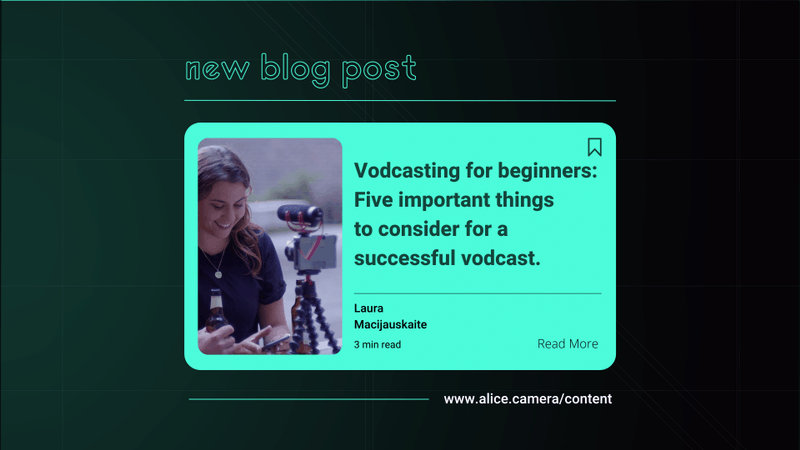 new blog post
Vodcasting for beginners:
Five important things
to consider for a
successful vodcast.
Laura
Macijauskaite
3 min read
Read More
www.alice.camera/content